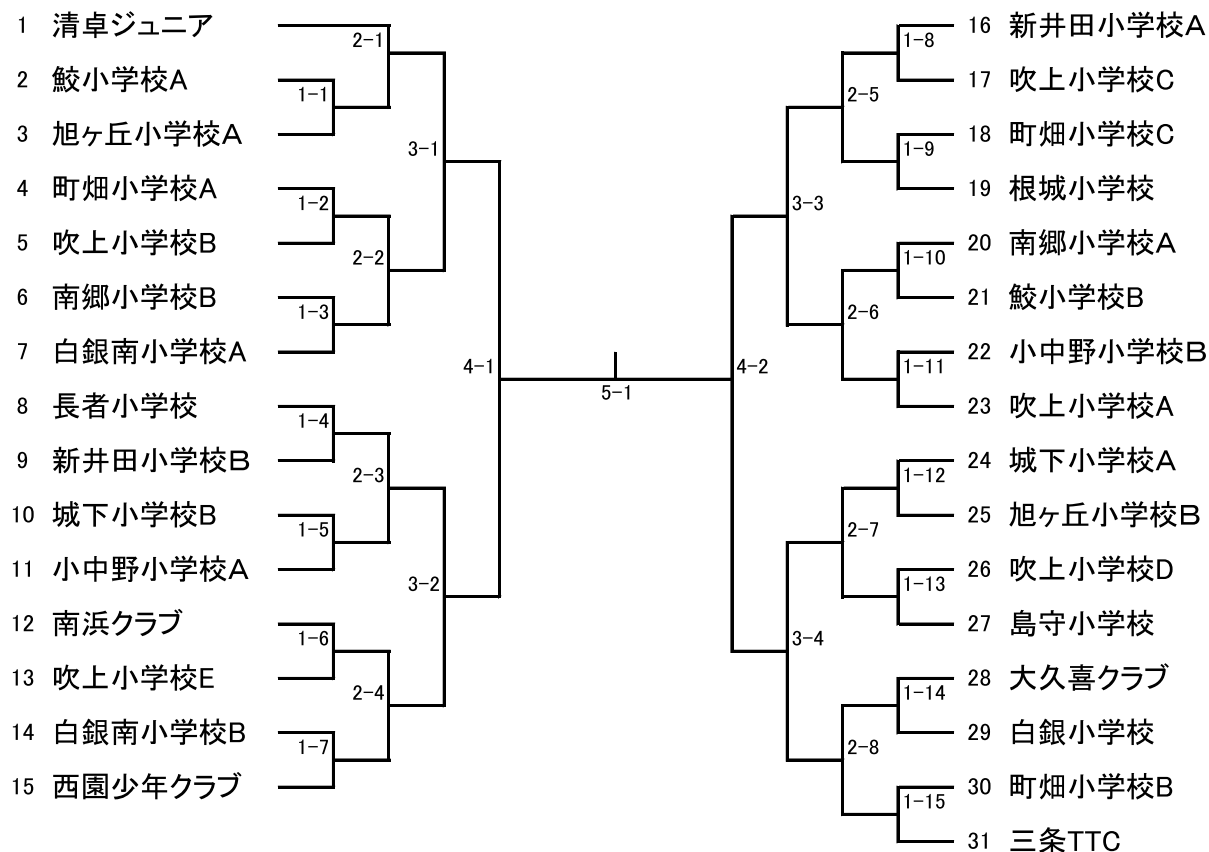 1 清卓ジュニア
2 鮫小学校A
3 旭ヶ丘小学校A
4 町畑小学校A
5 吹上小学校B
6 南郷小学校B
7 白銀南小学校A
8 長者小学校
9 新井田小学校B
10 城下小学校B
11 小中野小学校A
12 南浜クラブ
13 吹上小学校E
14 白銀南小学校B
15 西園少年クラブ
1-1
1-2
1-3
1-4
1-5
1-6
1-7
2-1
2-2
2-3
2-4
3-1
3-2
4-1
5-1
4-2
3-3
3-4
2-5
2-6
2-7
2-8
1-8
1-9
1-10
1-11
1-12
1-13
1-14
1-15
16 新井田小学校A
17 吹上小学校C
18 町畑小学校C
19 根城小学校
20 南郷小学校A
21 鮫小学校B
22 小中野小学校B
23 吹上小学校A
24 城下小学校A
25 旭ヶ丘小学校B
26 吹上小学校D
27 島守小学校
28 大久喜クラブ
29 白銀小学校
30 町畑小学校B
31 三条TTC